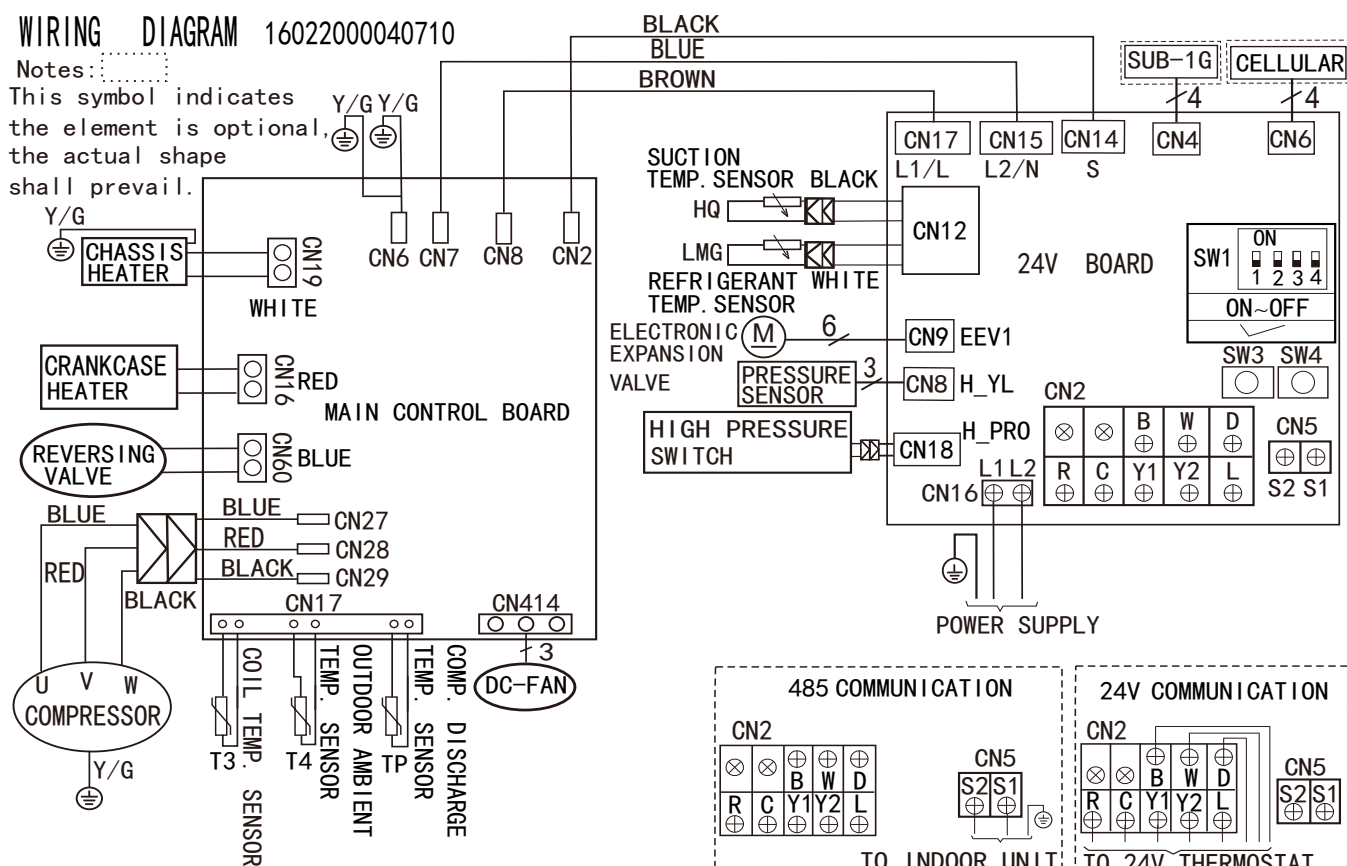 WIRING DIAGRAM 16022000040710
Notes:
This symbol indicates
the element is optional,
the actual shape
shall prevail.
Y/G Y/G
BLACK
BLUE
BROWN
SUB-1G
CELLULAR
4
4
CN17
CN15
CN14
CN4
CN6
L1/L
L2/N
S
Y/G
CHASSIS
HEATER
CN19
WHITE
CN6
CN7
CN8
CN2
SUCTION
TEMP. SENSOR
BLACK
HQ
LMG
REFRIGERANT
TEMP. SENSOR
WHITE
CN12
24V BOARD
SW1
ON
1 2 3 4
ON~OFF
SW3
SW4
ELECTRONIC
EXPANSION
VALVE
M
6
CN9
EEV1
PRESSURE
SENSOR
3
CN8
H_YL
HIGH PRESSURE
SWITCH
CN18
H_PRO
CN16
L1 L2
CN2
B W D
R C Y1 Y2 L
CN5
S2 S1
POWER SUPPLY
CRANKCASE
HEATER
CN16
RED
MAIN CONTROL BOARD
REVERSING
VALVE
CN60
BLUE
BLUE
RED
BLACK
BLUE
RED
BLACK
CN27
CN28
CN29
CN17
CN414
3
DC-FAN
U V W
COMPRESSOR
Y/G
T3
COIL TEMP. SENSOR
T4
OUTDOOR AMBIENT
TEMP. SENSOR
TP
COMP. DISCHARGE
TEMP. SENSOR
485 COMMUNICATION
CN2
B W D
R C Y1 Y2 L
CN5
S2 S1
TO INDOOR UNIT
24V COMMUNICATION
CN2
B W D
R C Y1 Y2 L
CN5
S2 S1
TO 24V THERMOSTAT